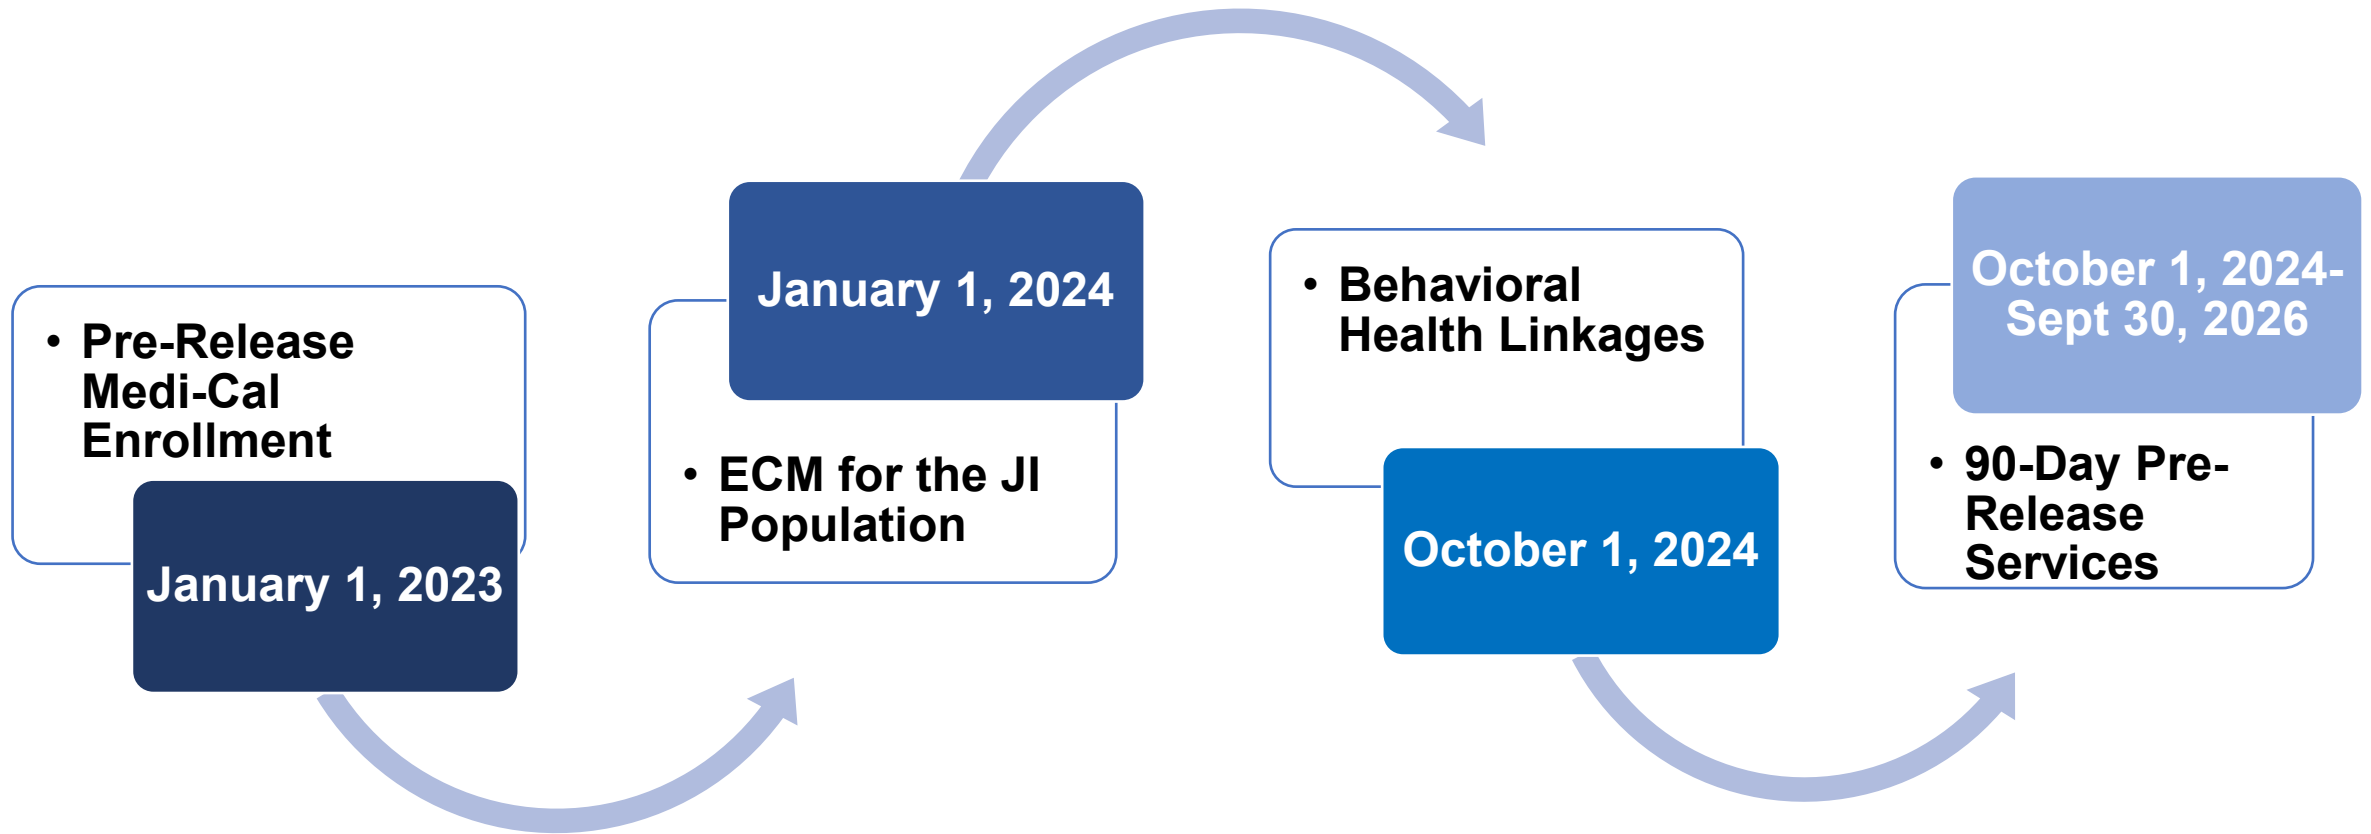 • Pre-Release
Medi-Cal
Enrollment
January 1, 2023
January 1, 2024
• ECM for the JI
Population
• Behavioral
Health Linkages
October 1, 2024
October 1, 2024-
Sept 30, 2026
• 90-Day Pre-
Release
Services